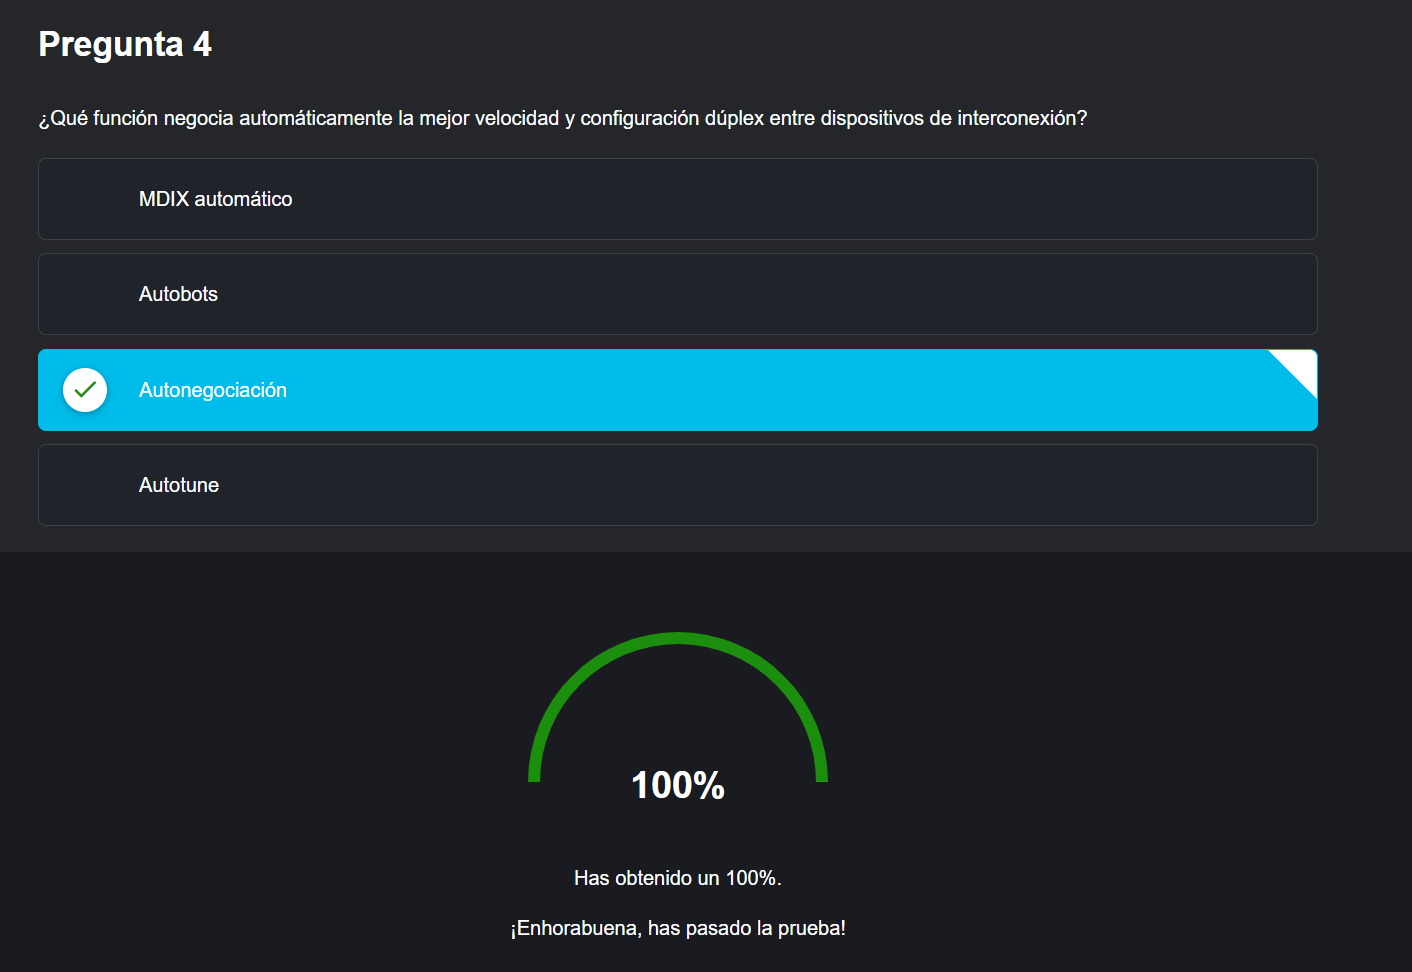 Pregunta 4
¿Qué función negocia automáticamente la mejor velocidad y configuración dúplex entre dispositivos de interconexión?
MDIX automático
Autobots
Autonegociación
Autotune
100%
Has obtenido un 100%.
¡Enhorabuena, has pasado la prueba!